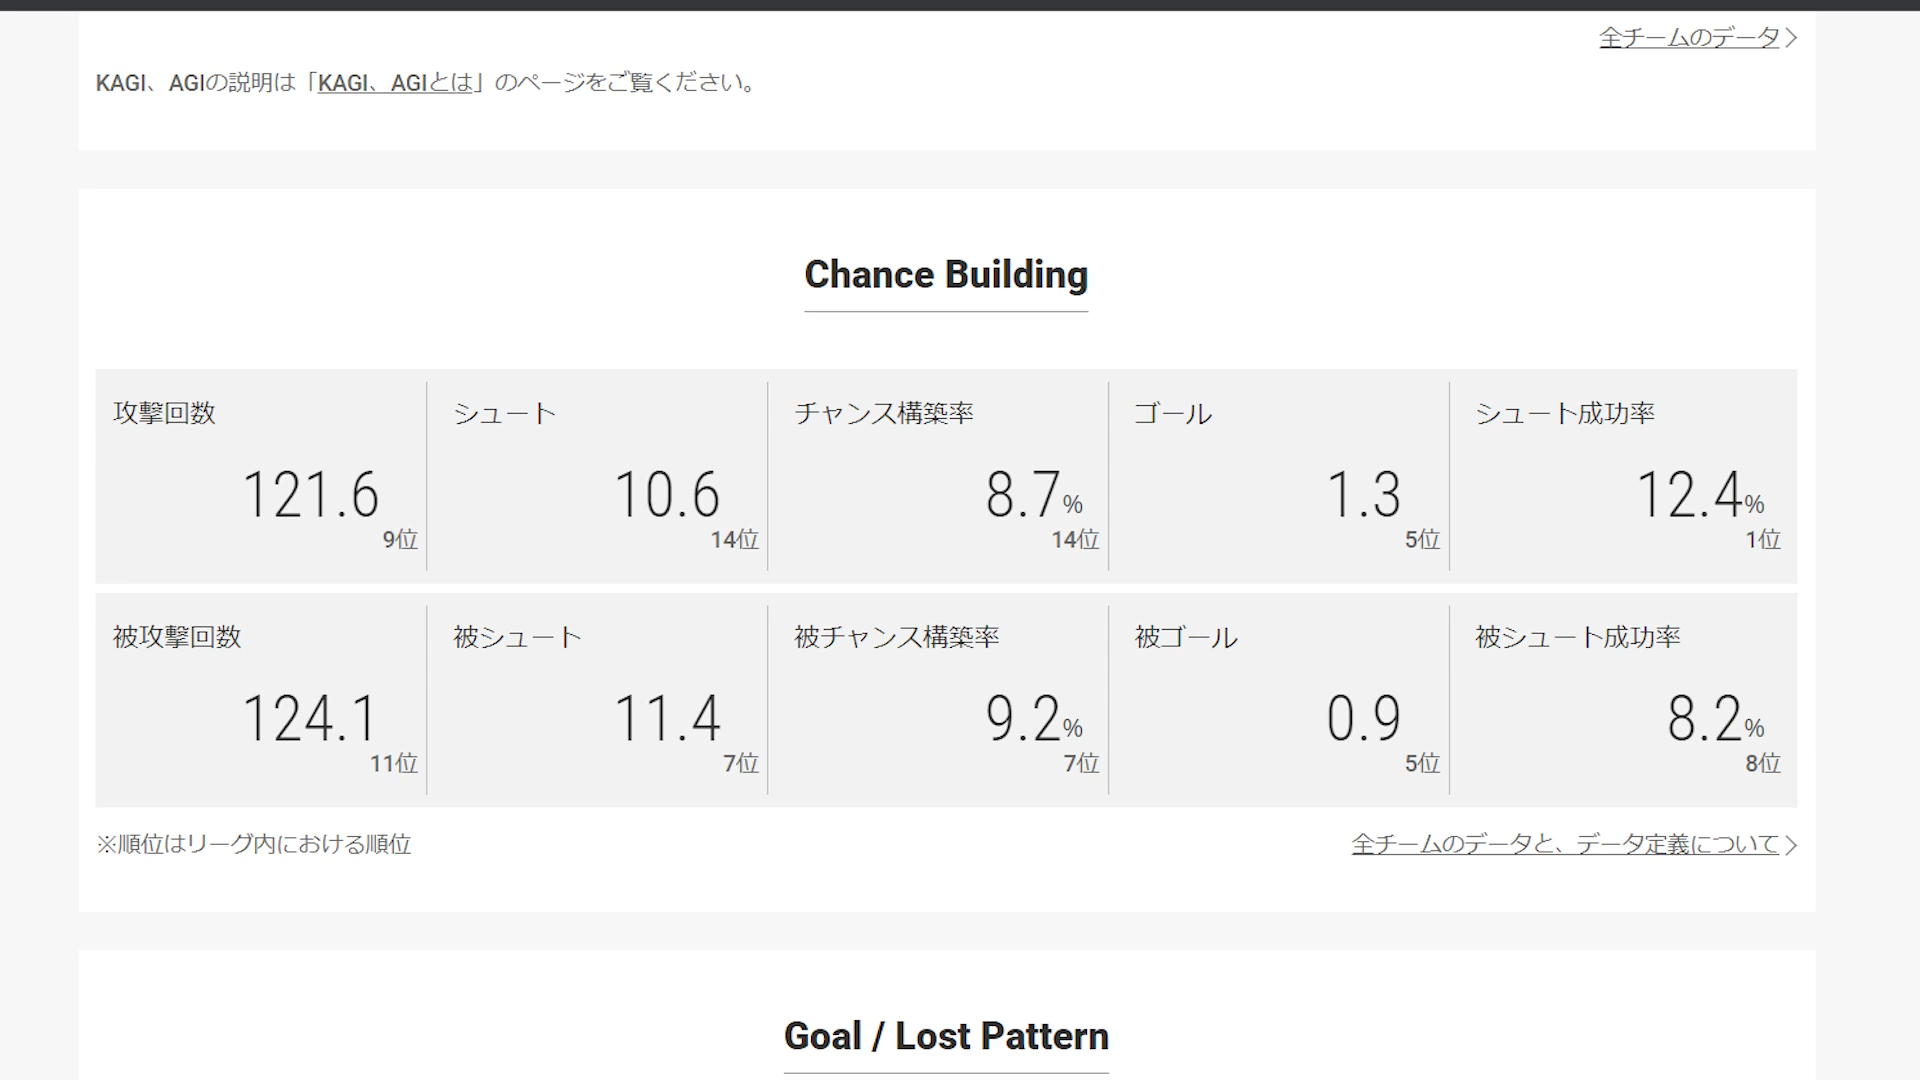 全チームのデータ
KAGI、AGIの説明は「KAGI、AGIとは」のページをご覧ください。
Chance Building
攻撃回数 シュート チャンス構築率 ゴール シュート成功率
121.6 10.6 8.7% 1.3 12.4%
9位 14位 14位 5位 1位
被攻撃回数 被シュート 被チャンス構築率 被ゴール 被シュート成功率
124.1 11.4 9.2% 0.9 8.2%
11位 7位 7位 5位 8位
※順位はリーグ内における順位 全チームのデータと、データ定義について
Goal / Lost Pattern